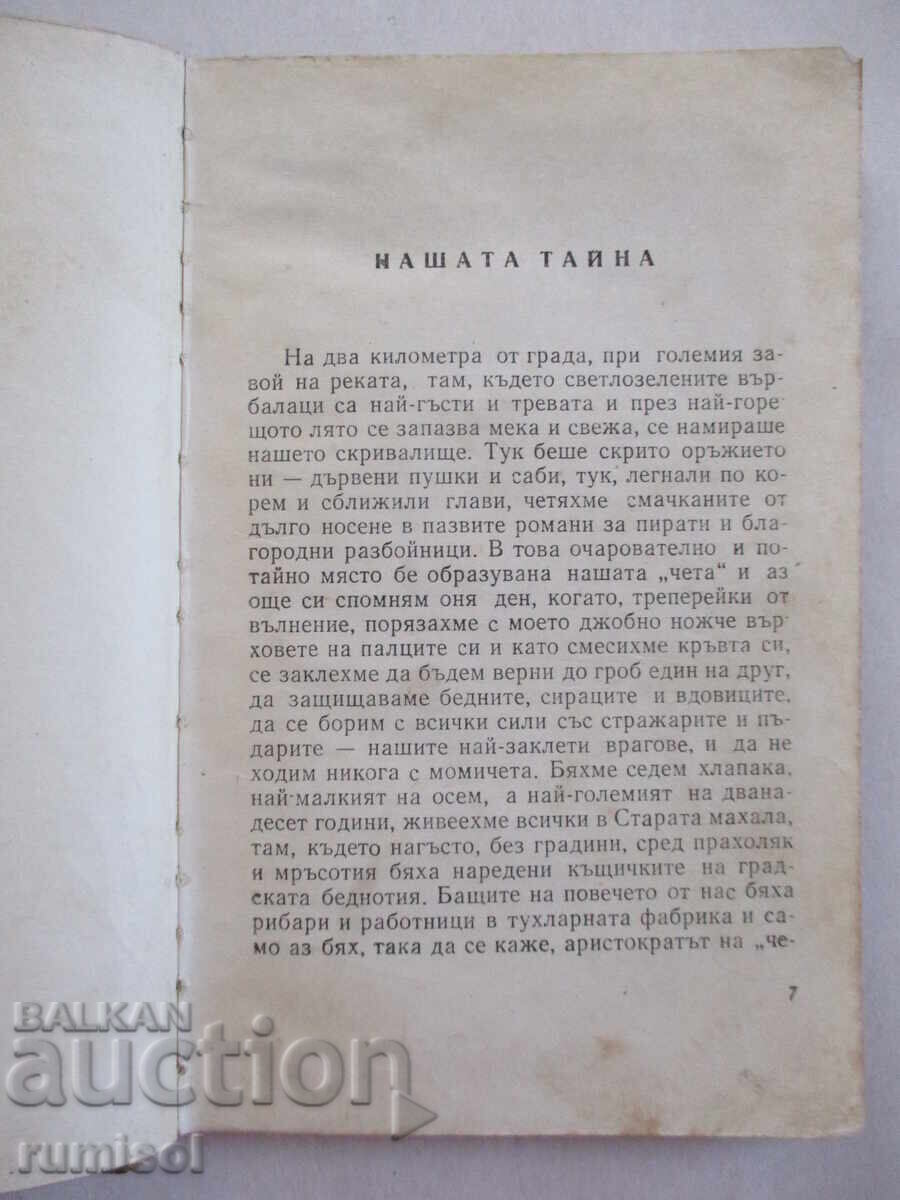 НАШАТА ТАЙНА
На два километра от града, при големия за-
вой на реката, там, където светлозелените вър-
балаци са най-гъсти и тревата и през най-горе
щото лято се запазва мека и свежа, се намираше
нашето скривалище. Тук беше скрито оръжието
ни — дървени пушки и саби, тук, легнали по ко-
рем и сближили глави, четяхме смачканите от
дълго носене в пазвите романи за пирати и бла-
городни разбойници. В това очарователно и по-
тайно място бе образувана нашата „чета“ и аз
още си спомням оня ден, когато, треперейки от
вълнение, порязахме с моето джобно ножче вър-
ховете на палците си и като смесихме кръвта си,
се заклехме да бъдем верни до гроб един на друг,
да защищаваме бедните, сираците и вдовиците,
да се борим с всички сили със стражарите и пъ-
дарите — нашите най-заклети врагове, и да не
ходим никога с момичета. Бяхме седем хлапака,
най-малкият на осем, а най-големият на двана-
десет години, живеехме всички в Старата махала,
там, където нагъсто, без градини, сред прахоляк
и мръсотия бяха наредени къщичките на град-
ската беднотия. Бащите на повечето от нас бяха
рибари и работници в тухларната фабрика и са-
мо аз бях, така да се каже, аристократът на „че-
7
BALKAN
auction
rumisol